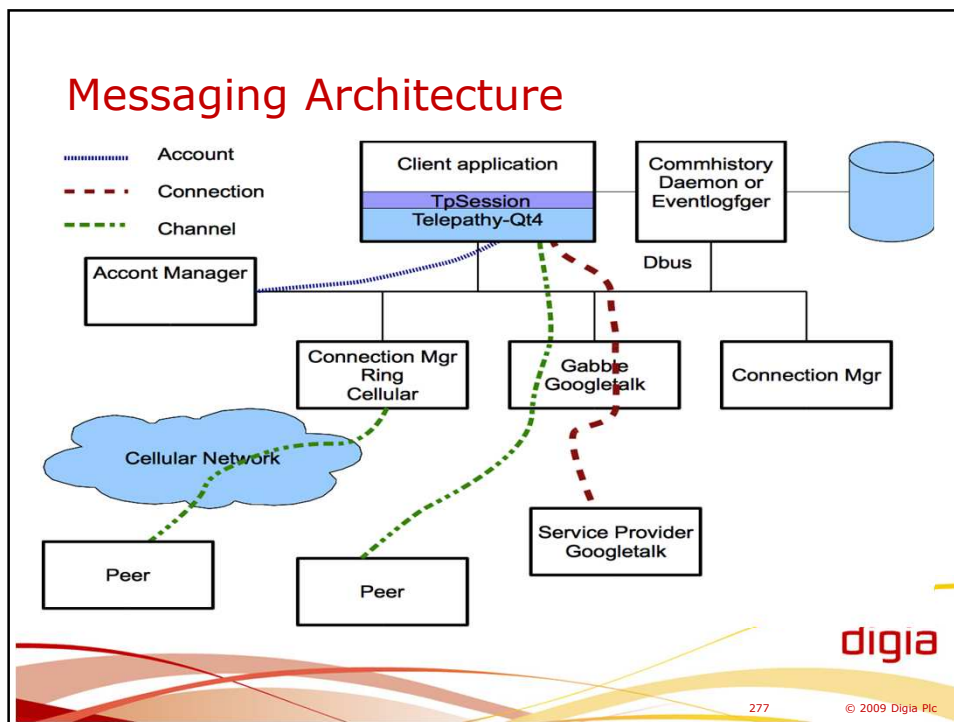 Messaging Architecture
Account
Connection
Channel
Client application
TpSession
Telepathy-Qt4
Commhistory
Daemon or
Eventlogfger
Dbus
Accont Manager
Connection Mgr
Ring
Cellular
Gabble
Googletalk
Connection Mgr
Cellular Network
Service Provider
Googletalk
Peer
Peer
digia
277
© 2009 Digia Plc